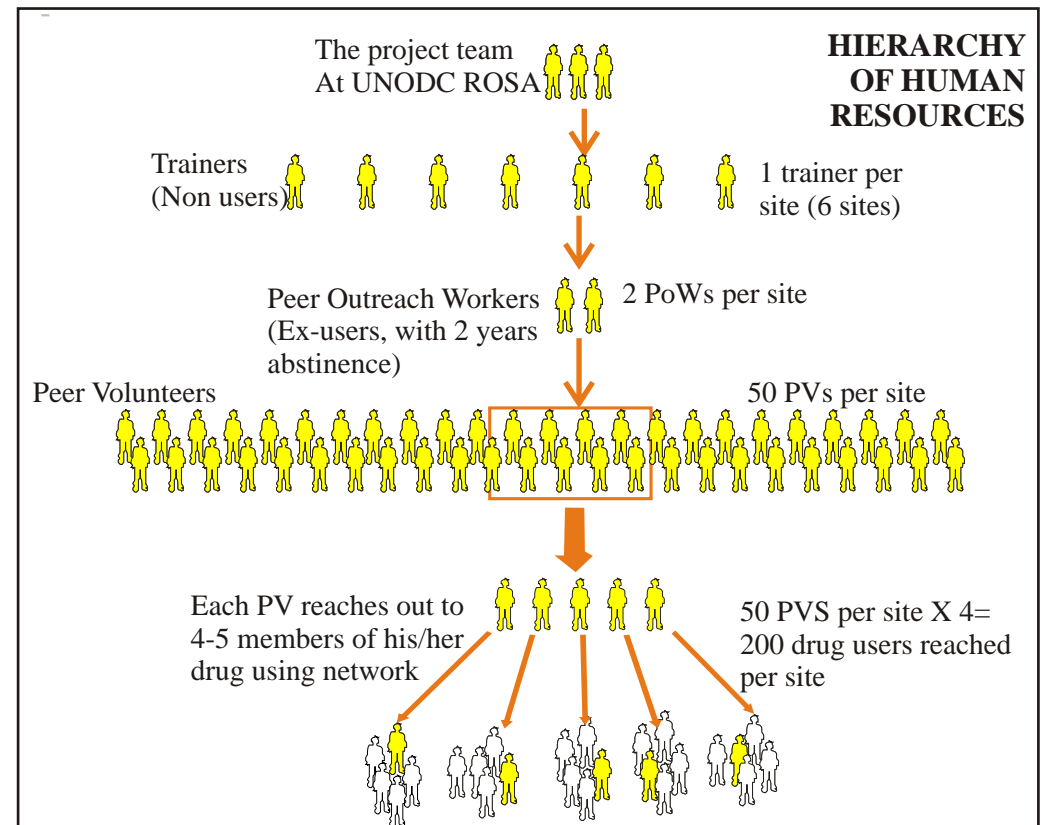 HIERARCHY
OF HUMAN
RESOURCES
The project team
At UNODC ROSA
Trainers
(Non users)
1 trainer per
site (6 sites)
Peer Outreach Workers
(Ex-users, with 2 years
abstinence)
2 PoWs per site
Peer Volunteers
50 PVs per site
Each PV reaches out to
4-5 members of his/her
drug using network
50 PVS per site X 4=
200 drug users reached
per site